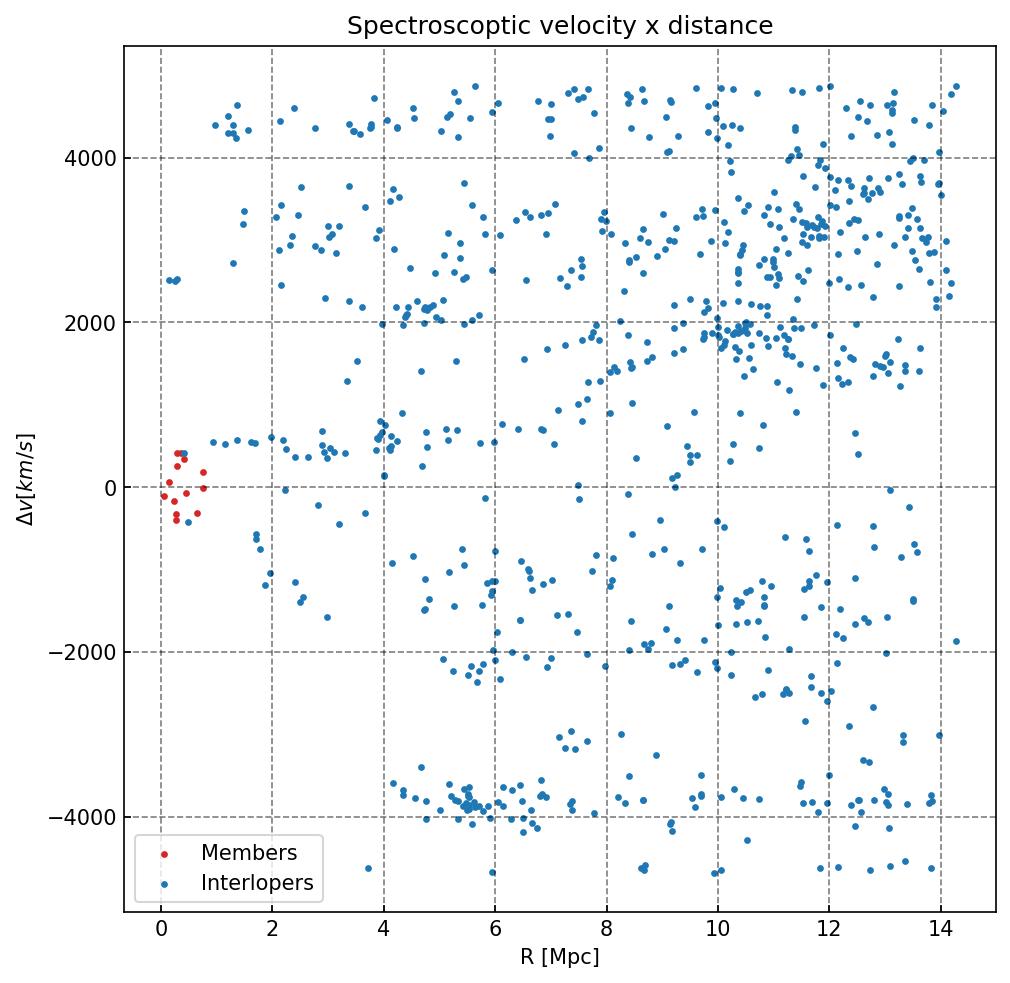 Spectroscoptic velocity x distance
Δv[km/s]
4000
2000
0
−2000
−4000
Members
Interlopers
0 2 4 6 8 10 12 14
R [Mpc]